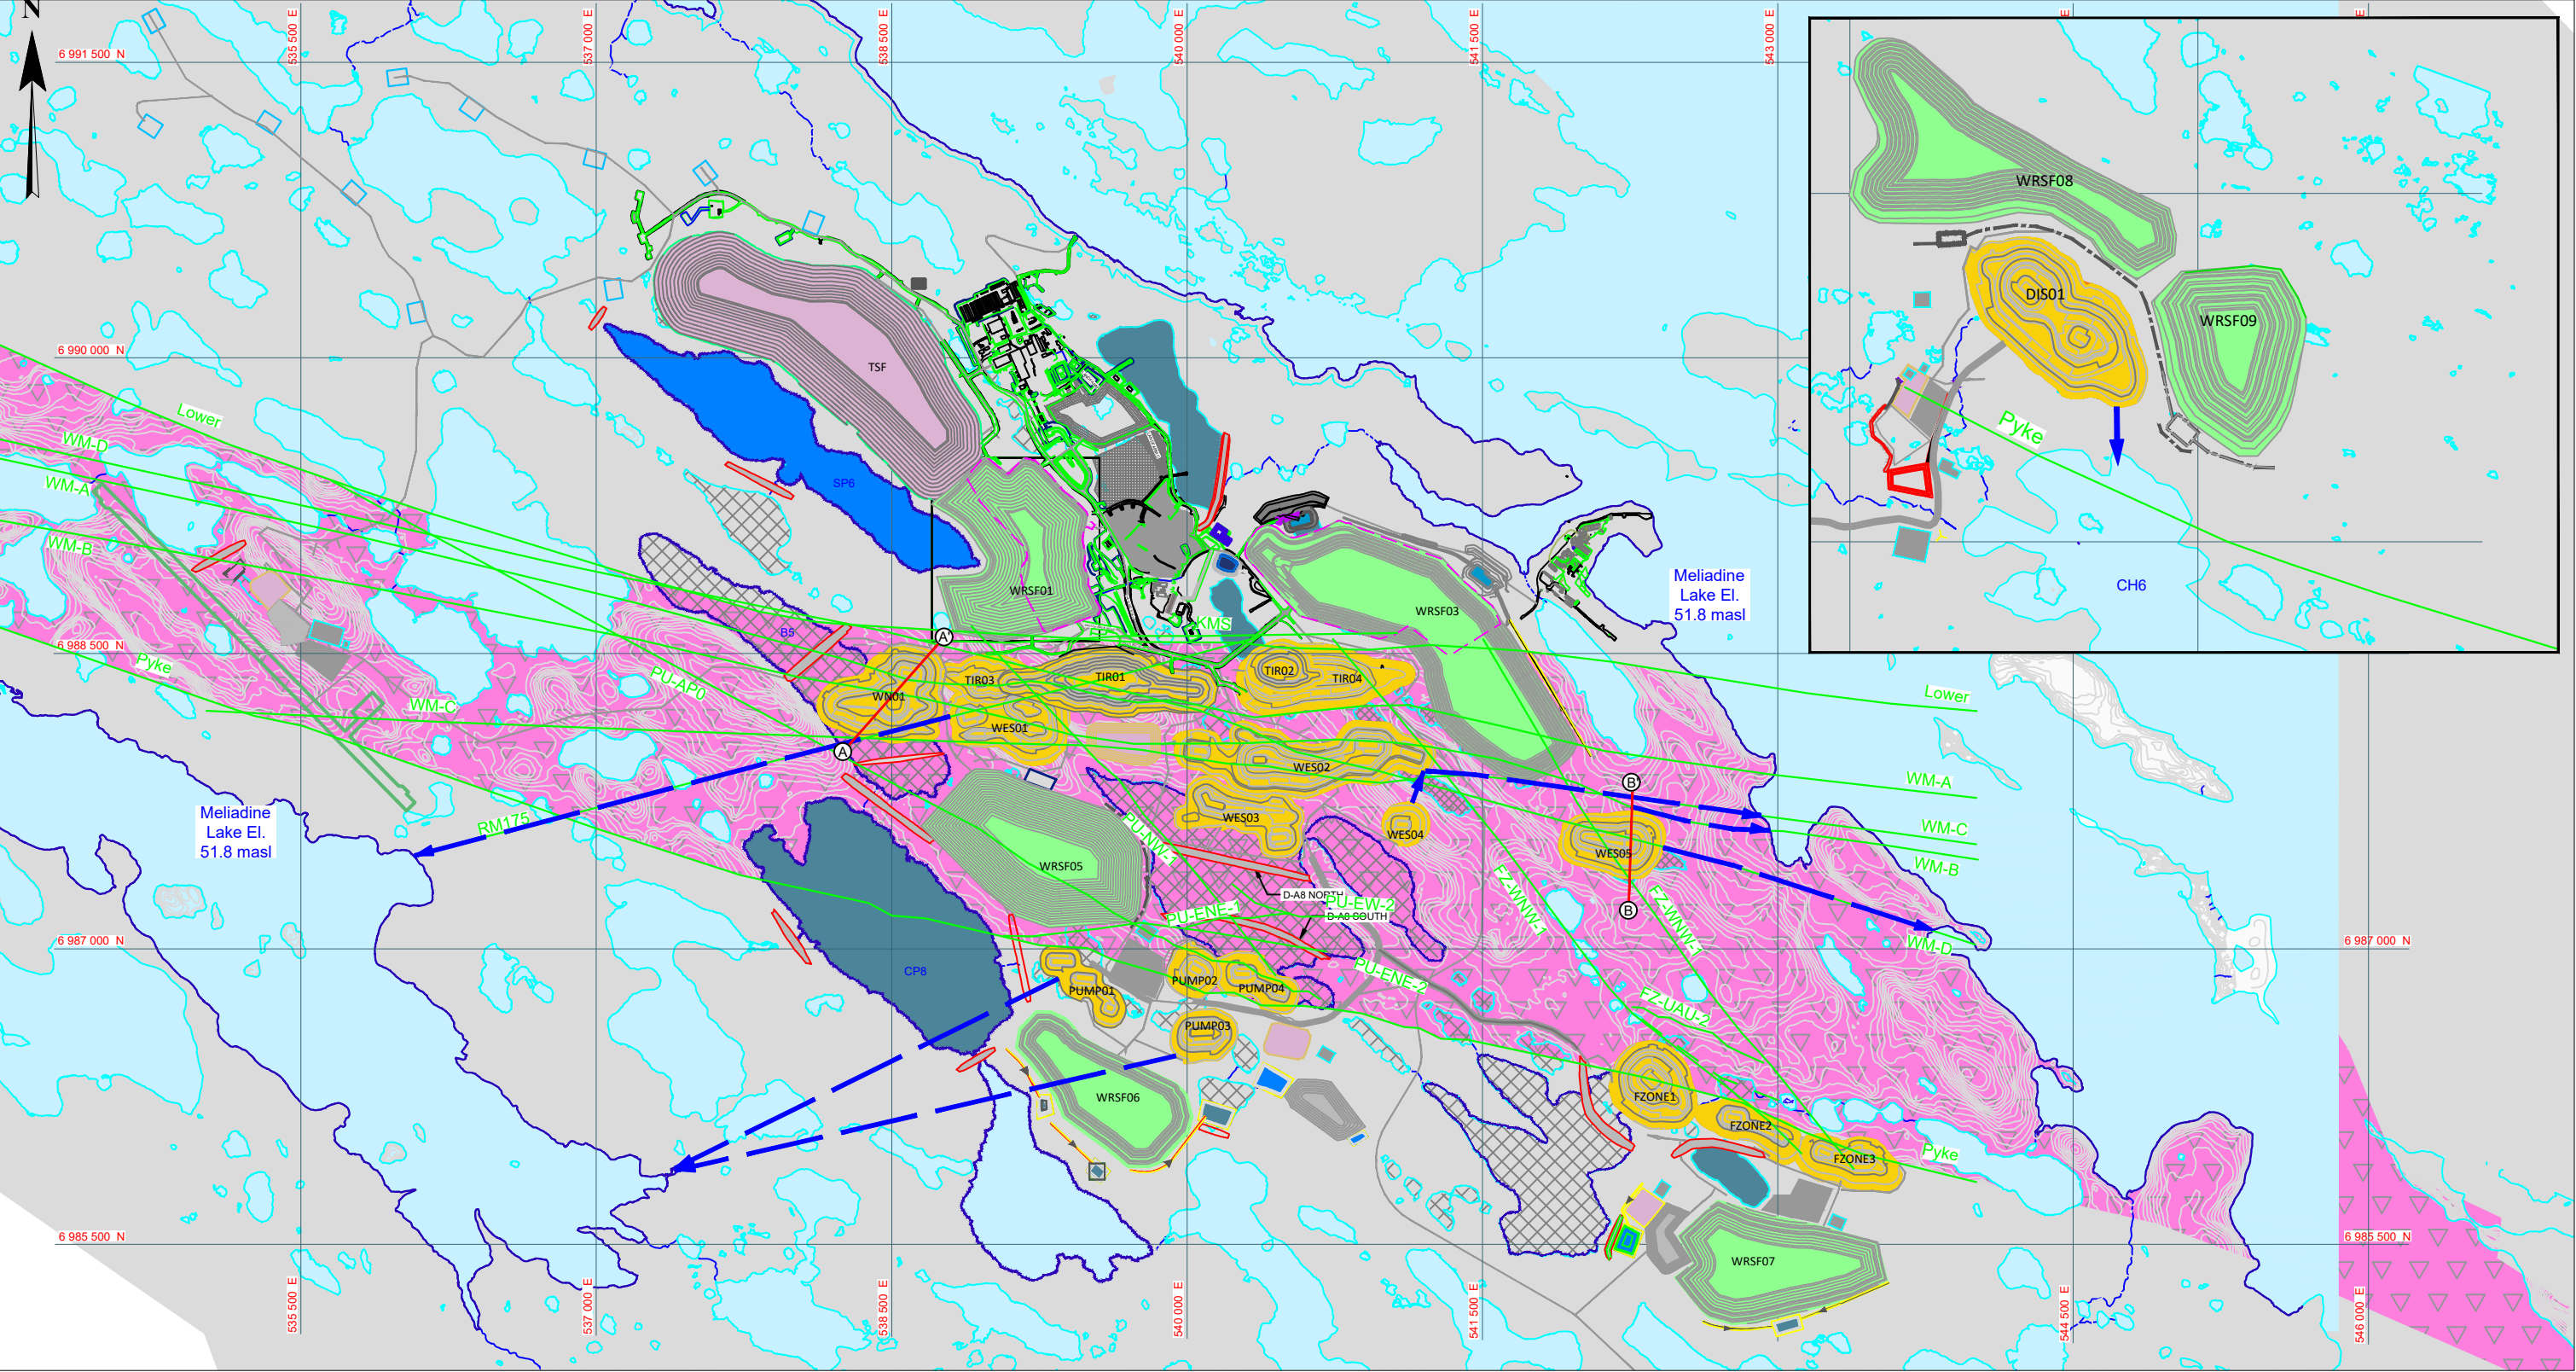 N
535 500 E
537 000 E
538 500 E
540 000 E
541 500 E
543 000 E
E
E
6 991 500 N
WRSF08
DIS01
WRSF09
Pyke
CH6
6 990 000 N
TSF
SP6
Lower
WM-D
WM-A
WM-B
WRSF01
WRSF03
Meliadine
Lake El.
51.8 masl
B5
KMS
A'
6 988 500 N
Pyke
PU-AP0
WM-C
WN01
TIR03
TIR01
TIR02
TIR04
WES01
A
WES02
Lower
WM-A
B'
RM175
Meliadine
Lake El.
51.8 masl
WES03
WES04
WES05
WM-C
WM-B
PU-NW-1
WRSF05
D-A8 NORTH
PU-EW-2
D-A8 SOUTH
PU-ENE-1
FZ-WNW-1
FZ-WNW-1
B
6 987 000 N
6 987 000 N
WM-D
CP8
PUMP01
PUMP02
PUMP04
PU-ENE-2
FZ-UAU-2
PUMP03
WRSF06
FZONE1
FZONE2
FZONE3
Pyke
6 985 500 N
6 985 500 N
WRSF07
535 500 E
537 000 E
538 500 E
540 000 E
541 500 E
544 500 E
546 000 E